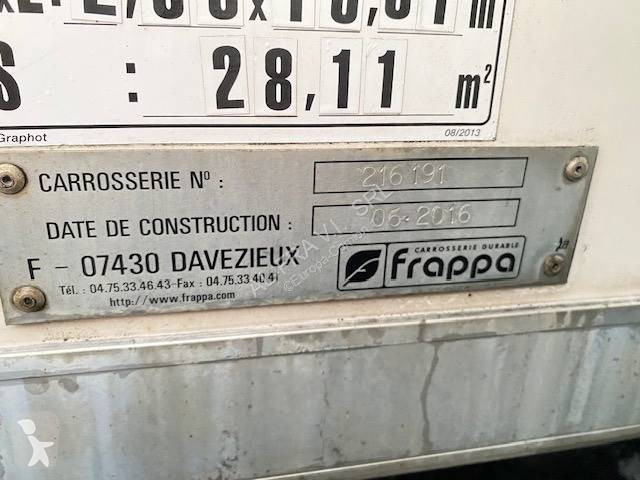 S : 28,11 m²
Graphot 08/2013
CARROSSERIE Nº : 216 191
DATE DE CONSTRUCTION : 06-2016
F - 07430 DAVEZIEUX
CARROSSERIE DURABLE
frappa
Tél. : 04.75.33.46.43-Fax : 04.75.33.40.41
http://www.frappa.com